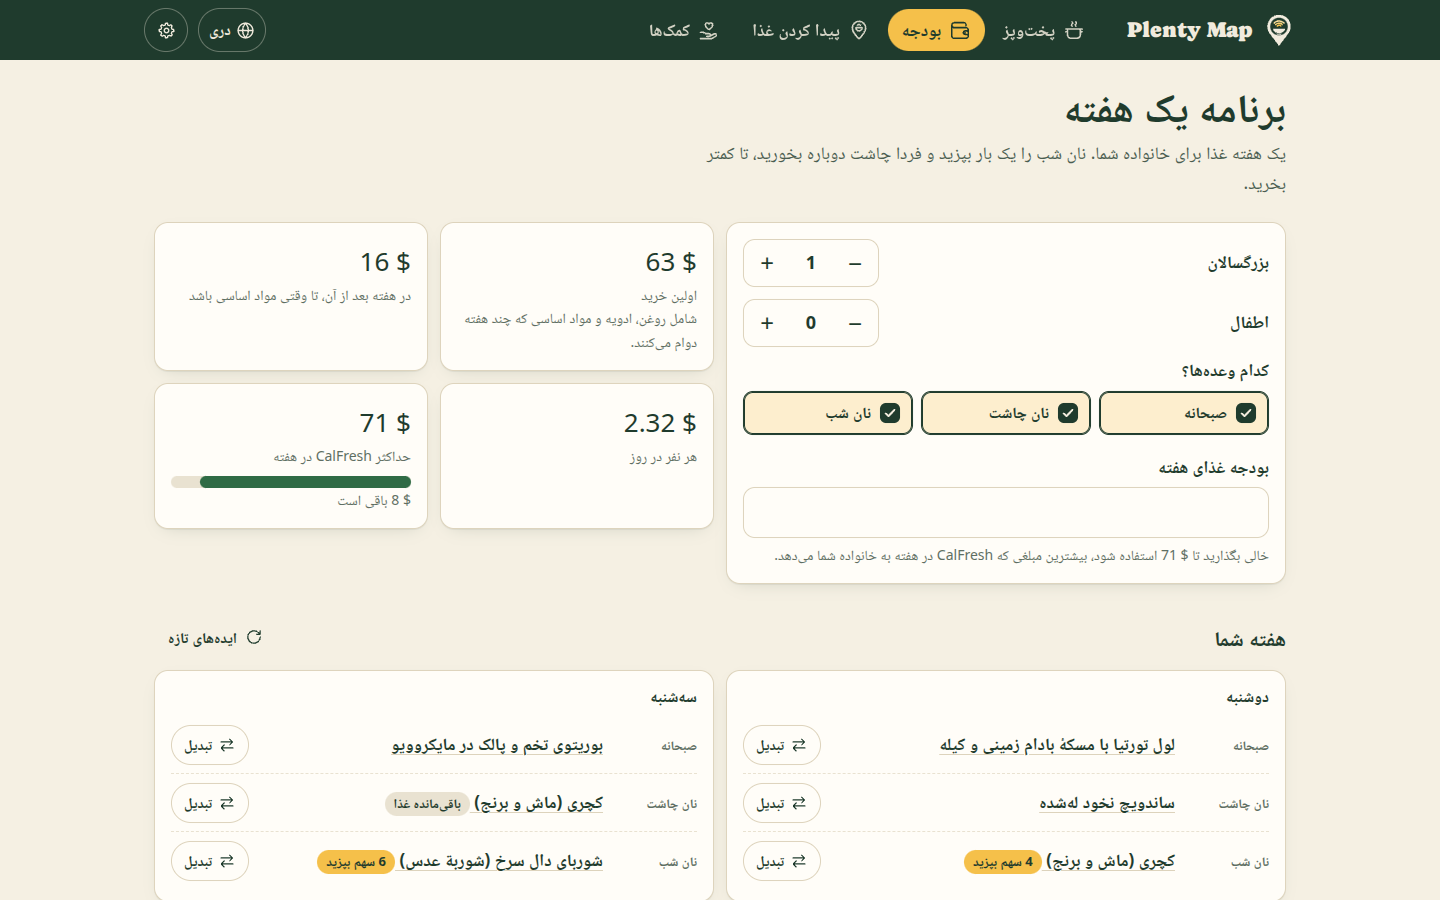 Plenty Map
پخت‌وپز
بودجه
پیدا کردن غذا
کمک‌ها
دری
برنامه یک هفته
یک هفته غذا برای خانواده شما. نان شب را یک بار بپزید و فردا چاشت دوباره بخورید، تا کمتر
بخرید.
بزرگسالان
− 1 +
اطفال
− 0 +
کدام وعده‌ها؟
صبحانه
نان چاشت
نان شب
بودجه غذای هفته
خالی بگذارید تا $ 71 استفاده شود، بیشترین مبلغی که CalFresh در هفته به خانواده شما می‌دهد.
63 $
اولین خرید
شامل روغن، ادویه و مواد اساسی که چند هفته
دوام می‌کنند.
16 $
در هفته بعد از آن، تا وقتی مواد اساسی باشد
2.32 $
هر نفر در روز
71 $
حداکثر CalFresh در هفته
$ 8 باقی است
هفته شما
ایده‌های تازه
دوشنبه
صبحانه
لول تورتیا با مسکهٔ بادام زمینی و کیله
تبدیل
نان چاشت
ساندویچ نخود له‌شده
تبدیل
نان شب
کچری (ماش و برنج) 4 سهم بپزید
تبدیل
سه‌شنبه
صبحانه
بوریتوی تخم و پالک در مایکروویو
تبدیل
نان چاشت
کچری (ماش و برنج) باقی‌مانده غذا
تبدیل
نان شب
شوربای دال سرخ (شوربهٔ عدس) 6 سهم بپزید
تبدیل